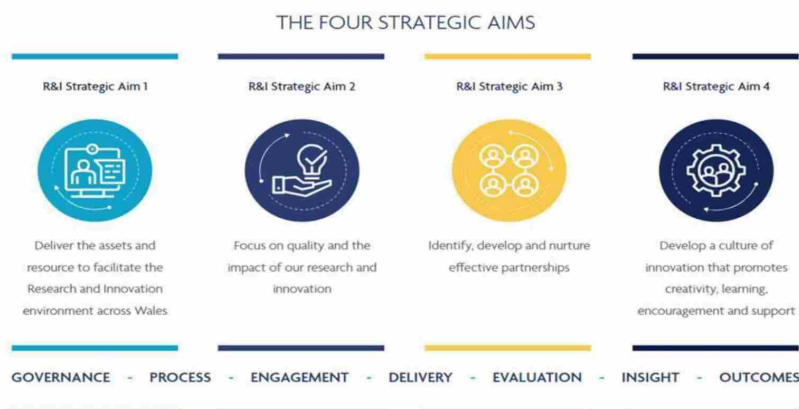 THE FOUR STRATEGIC AIMS
R&I Strategic Aim 1
Deliver the assets and
resource to facilitate the
Research and Innovation
environment across Wales
R&I Strategic Aim 2
Focus on quality and the
impact of our research and
innovation
R&I Strategic Aim 3
Identify, develop and nurture
effective partnerships
R&I Strategic Aim 4
Develop a culture of
innovation that promotes
creativity, learning,
encouragement and support
GOVERNANCE - PROCESS - ENGAGEMENT - DELIVERY - EVALUATION - INSIGHT - OUTCOMES